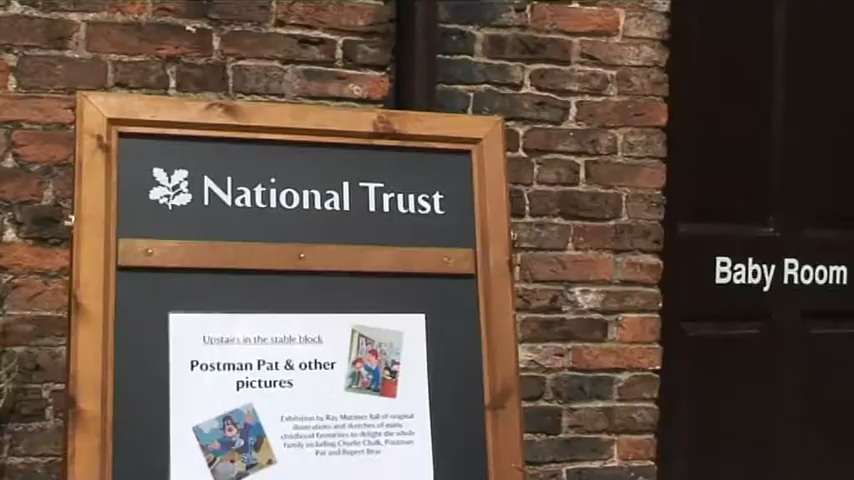 National Trust
Baby Room
Upstairs in the stable block
Postman Pat & other
pictures
Exhibition by Ray Mutimer full of original
illustrations and sketches of many
childhood favourites to delight the whole
family including Charlie Chalk, Postman
Pat and Rupert Bear